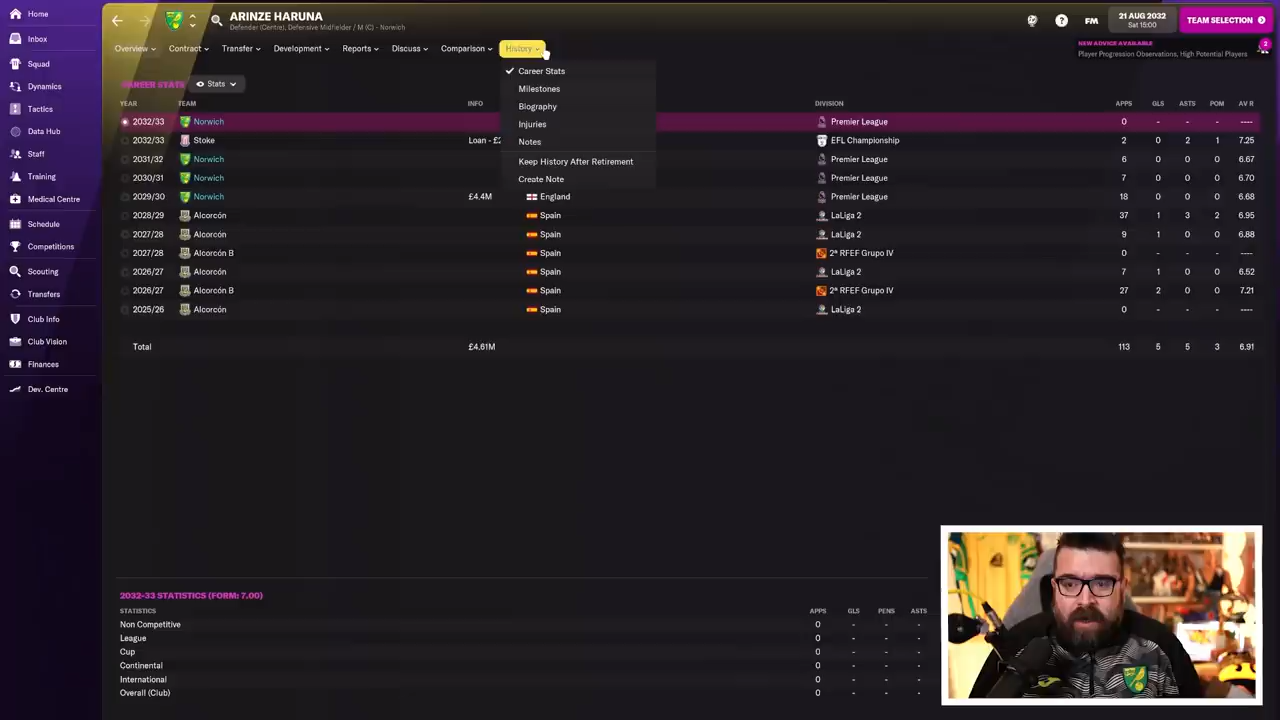 Home
Inbox
Squad
Dynamics
Tactics
Data Hub
Staff
Training
Medical Centre
Schedule
Competitions
Scouting
Transfers
Club Info
Club Vision
Finances
Dev. Centre
ARINZE HARUNA
Defender (Centre), Defensive Midfielder / M (C) - Norwich
FM
21 AUG 2032
Sat 15:00
TEAM SELECTION
Overview Contract Transfer Development Reports Discuss Comparison History
NEW ADVICE AVAILABLE 2
Player Progression Observations, High Potential Players
CAREER STATS Stats
Career Stats
Milestones
Biography
Injuries
Notes
Keep History After Retirement
Create Note
YEAR TEAM INFO DIVISION APPS GLS ASTS POM AV R
2032/33 Norwich Premier League 0 - - - ----
2032/33 Stoke Loan - £2 EFL Championship 2 0 2 1 7.25
2031/32 Norwich Premier League 6 0 0 0 6.67
2030/31 Norwich Premier League 7 0 0 0 6.70
2029/30 Norwich £4.4M England Premier League 18 0 0 0 6.68
2028/29 Alcorcón Spain LaLiga 2 37 1 3 2 6.95
2027/28 Alcorcón Spain LaLiga 2 9 1 0 0 6.88
2027/28 Alcorcón B Spain 2ª RFEF Grupo IV 0 - - - ----
2026/27 Alcorcón Spain LaLiga 2 7 1 0 0 6.52
2026/27 Alcorcón B Spain 2ª RFEF Grupo IV 27 2 0 0 7.21
2025/26 Alcorcón Spain LaLiga 2 0 - - - ----
Total £4.61M 113 5 5 3 6.91
2032-33 STATISTICS (FORM: 7.00)
STATISTICS APPS GLS PENS ASTS
Non Competitive 0 - - -
League 0 - - -
Cup 0 - - -
Continental 0 - - -
International 0 - - -
Overall (Club) 0 - - -